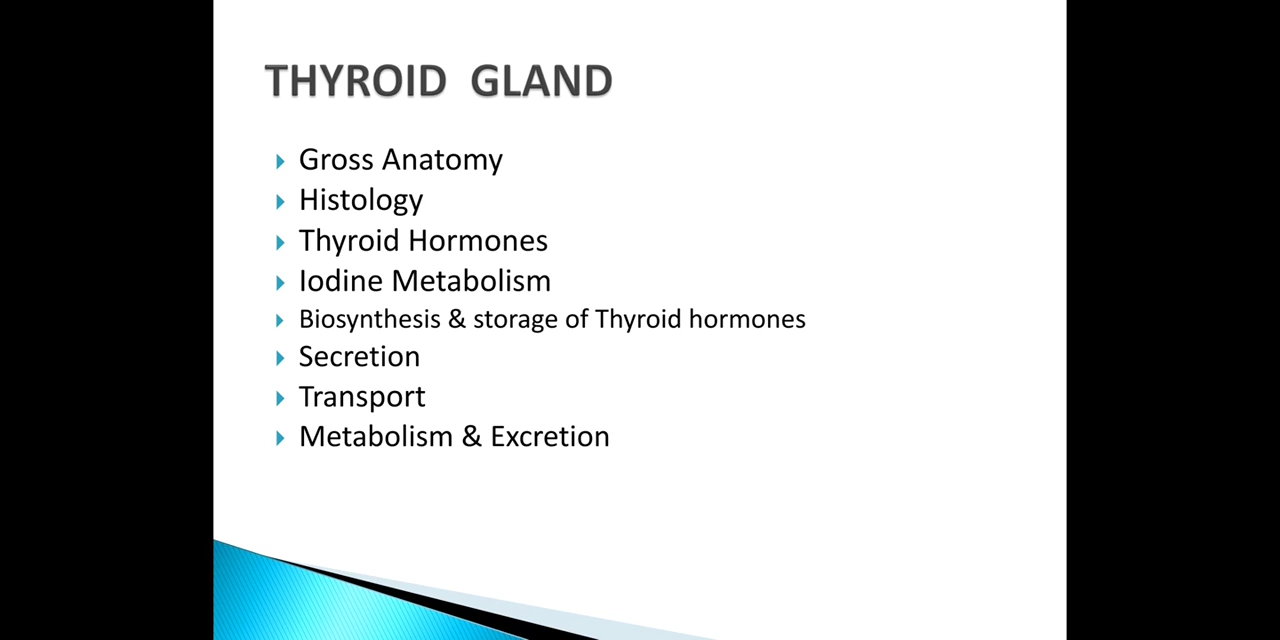 THYROID GLAND
Gross Anatomy
Histology
Thyroid Hormones
Iodine Metabolism
Biosynthesis & storage of Thyroid hormones
Secretion
Transport
Metabolism & Excretion